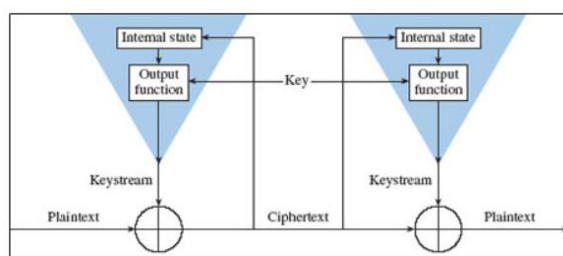 Internal state
Internal state
Output
function
Key
Output
function
Keystream
Keystream
Plaintext
Ciphertext
Plaintext